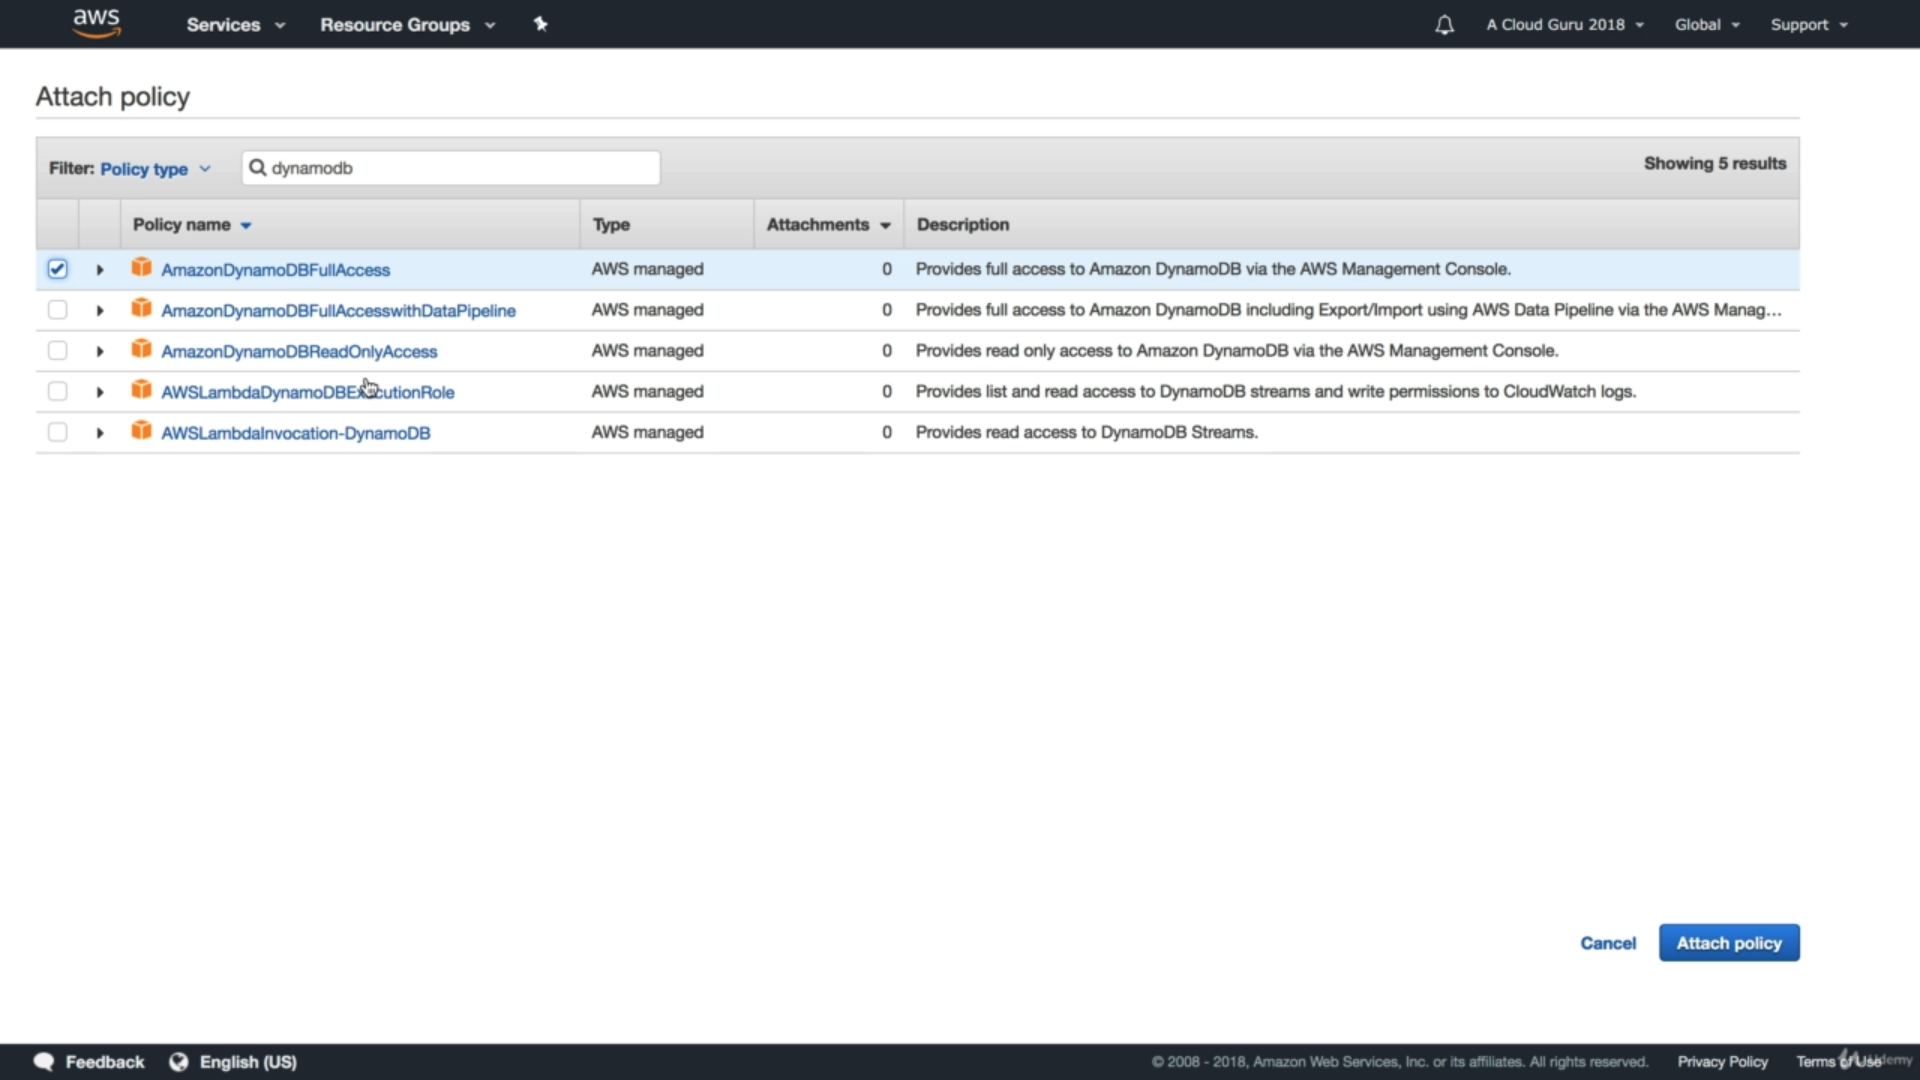 aws Services Resource Groups A Cloud Guru 2018 Global Support
Attach policy
Filter: Policy type dynamodb Showing 5 results
Policy name Type Attachments Description
AmazonDynamoDBFullAccess AWS managed 0 Provides full access to Amazon DynamoDB via the AWS Management Console.
AmazonDynamoDBFullAccesswithDataPipeline AWS managed 0 Provides full access to Amazon DynamoDB including Export/Import using AWS Data Pipeline via the AWS Manag...
AmazonDynamoDBReadOnlyAccess AWS managed 0 Provides read only access to Amazon DynamoDB via the AWS Management Console.
AWSLambdaDynamoDBExecutionRole AWS managed 0 Provides list and read access to DynamoDB streams and write permissions to CloudWatch logs.
AWSLambdaInvocation-DynamoDB AWS managed 0 Provides read access to DynamoDB Streams.
Cancel Attach policy
Feedback English (US) © 2008 - 2018, Amazon Web Services, Inc. or its affiliates. All rights reserved. Privacy Policy Terms of Use Udemy